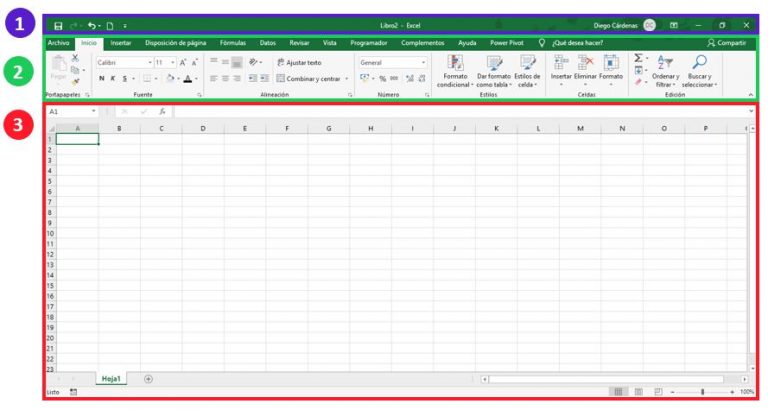 1
Libro2 - Excel Diego Cárdenas DC
2
Archivo Inicio Insertar Disposición de página Fórmulas Datos Revisar Vista Programador Complementos Ayuda Power Pivot ¿Qué desea hacer? Compartir
Pegar Calibri 11 A A Ajustar texto General Formato Dar formato Estilos de Insertar Eliminar Formato Σ Ordenar y Buscar y
N K S A Combinar y centrar $ % 000 condicional como tabla celda filtrar seleccionar
Portapapeles Fuente Alineación Número Estilos Celdas Edición
3
A1 fx
A B C D E F G H I J K L M N O P
1
2
3
4
5
6
7
8
9
10
11
12
13
14
15
16
17
18
19
20
21
22
23
Hoja1
Listo 100%